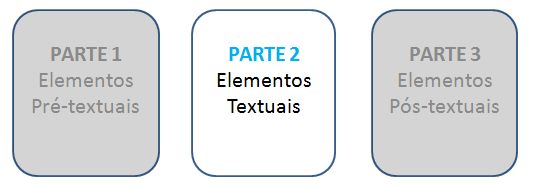 PARTE 1
Elementos
Pré-textuais
PARTE 2
Elementos
Textuais
PARTE 3
Elementos
Pós-textuais